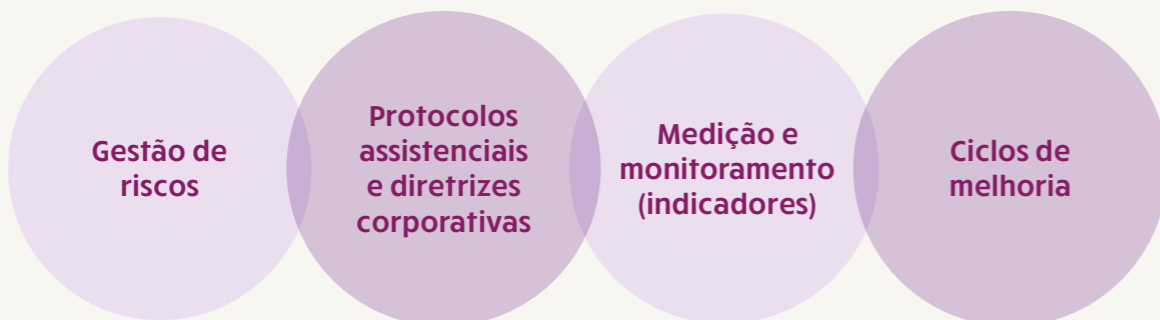 Gestão de
riscos
Protocolos
assistenciais
e diretrizes
corporativas
Medição e
monitoramento
(indicadores)
Ciclos de
melhoria